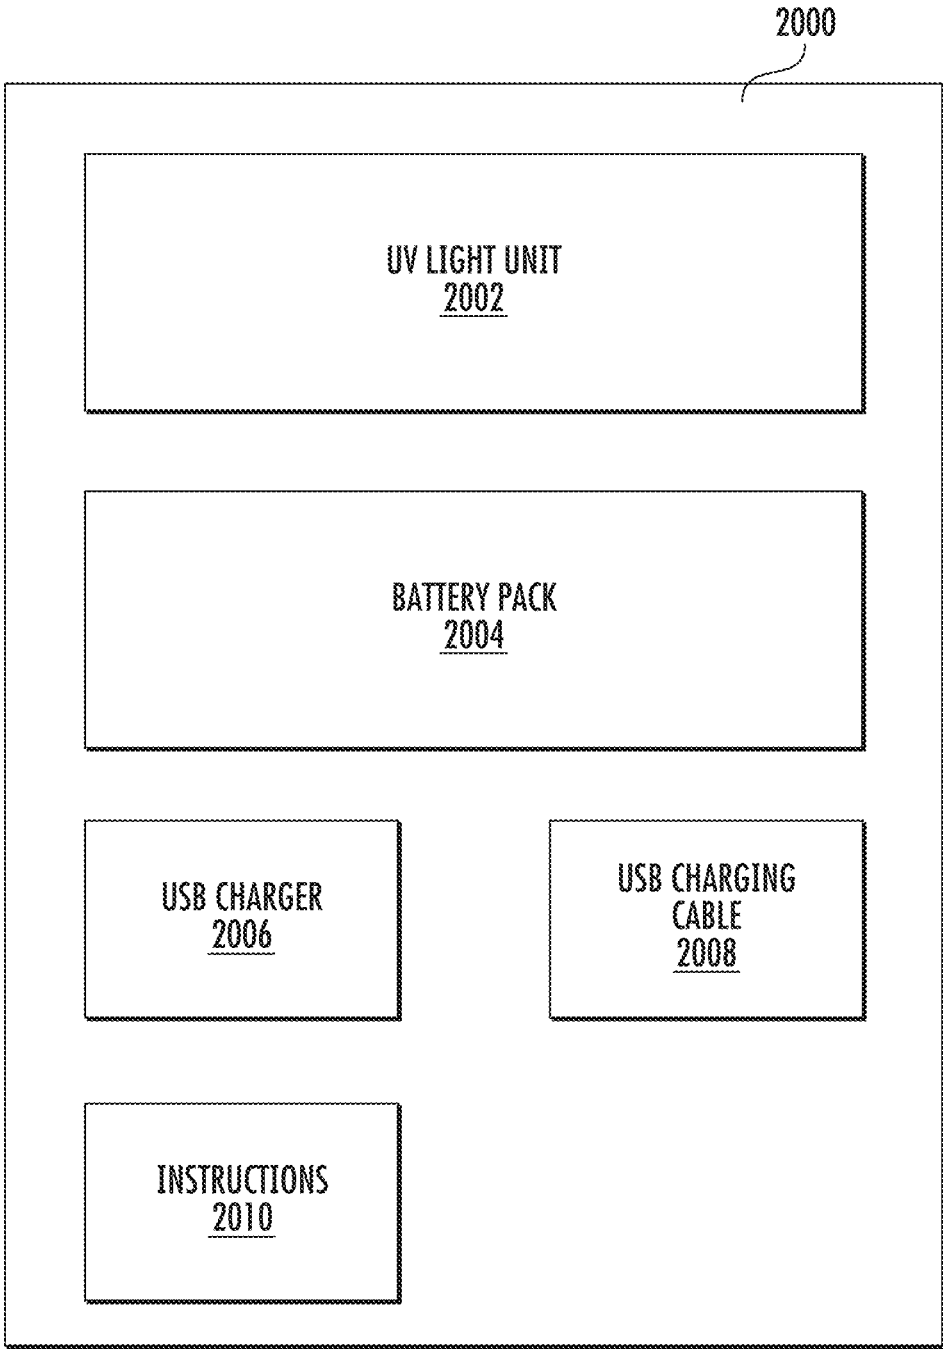 2000
UV LIGHT UNIT
2002
BATTERY PACK
2004
USB CHARGER
2006
USB CHARGING
CABLE
2008
INSTRUCTIONS
2010